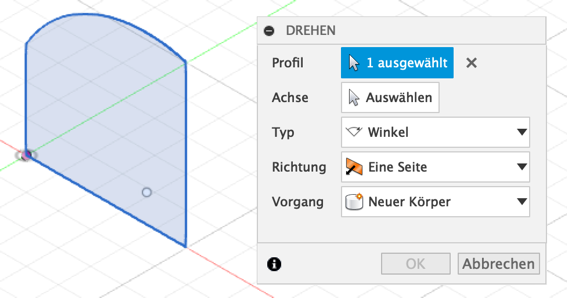 DREHEN
Profil 1 ausgewählt
Achse Auswählen
Typ Winkel
Richtung Eine Seite
Vorgang Neuer Körper
OK Abbrechen